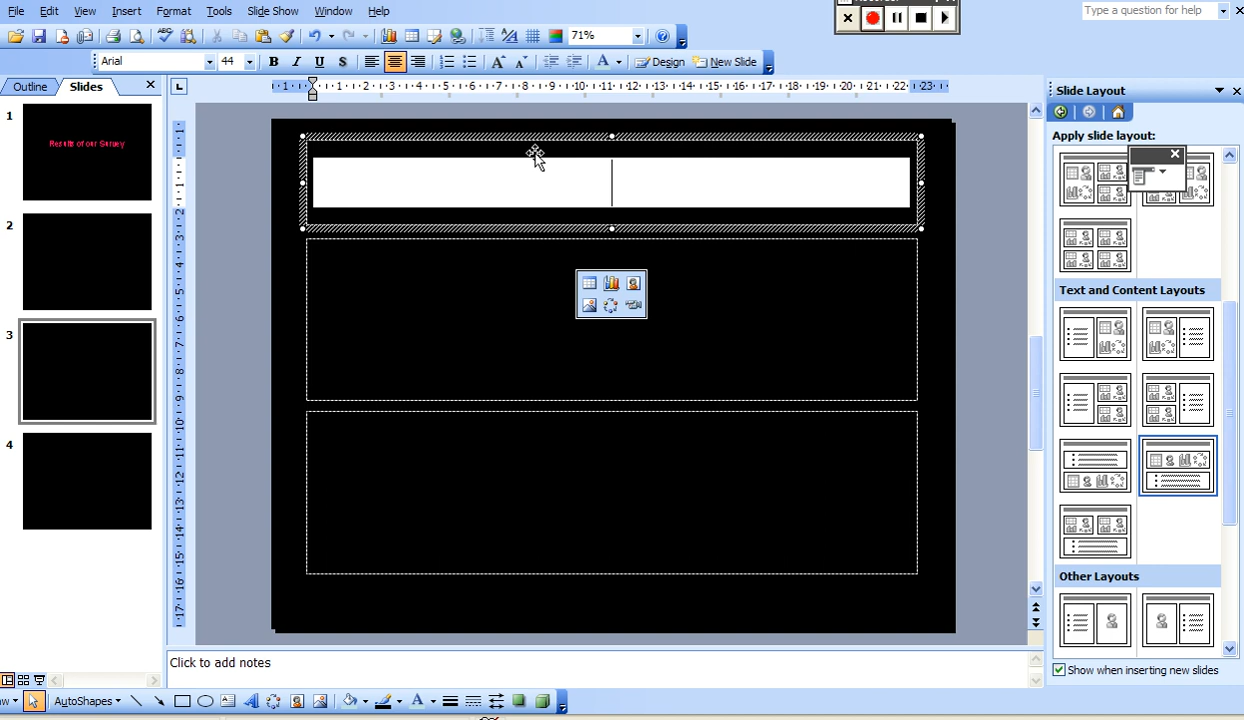 File Edit View Insert Format Tools Slide Show Window Help
Type a question for help
71%
Arial 44 B I U S Design New Slide
Outline Slides
Slide Layout
Apply slide layout:
1
Results of our Survey
2
3
4
Text and Content Layouts
Other Layouts
Show when inserting new slides
Click to add notes
AutoShapes